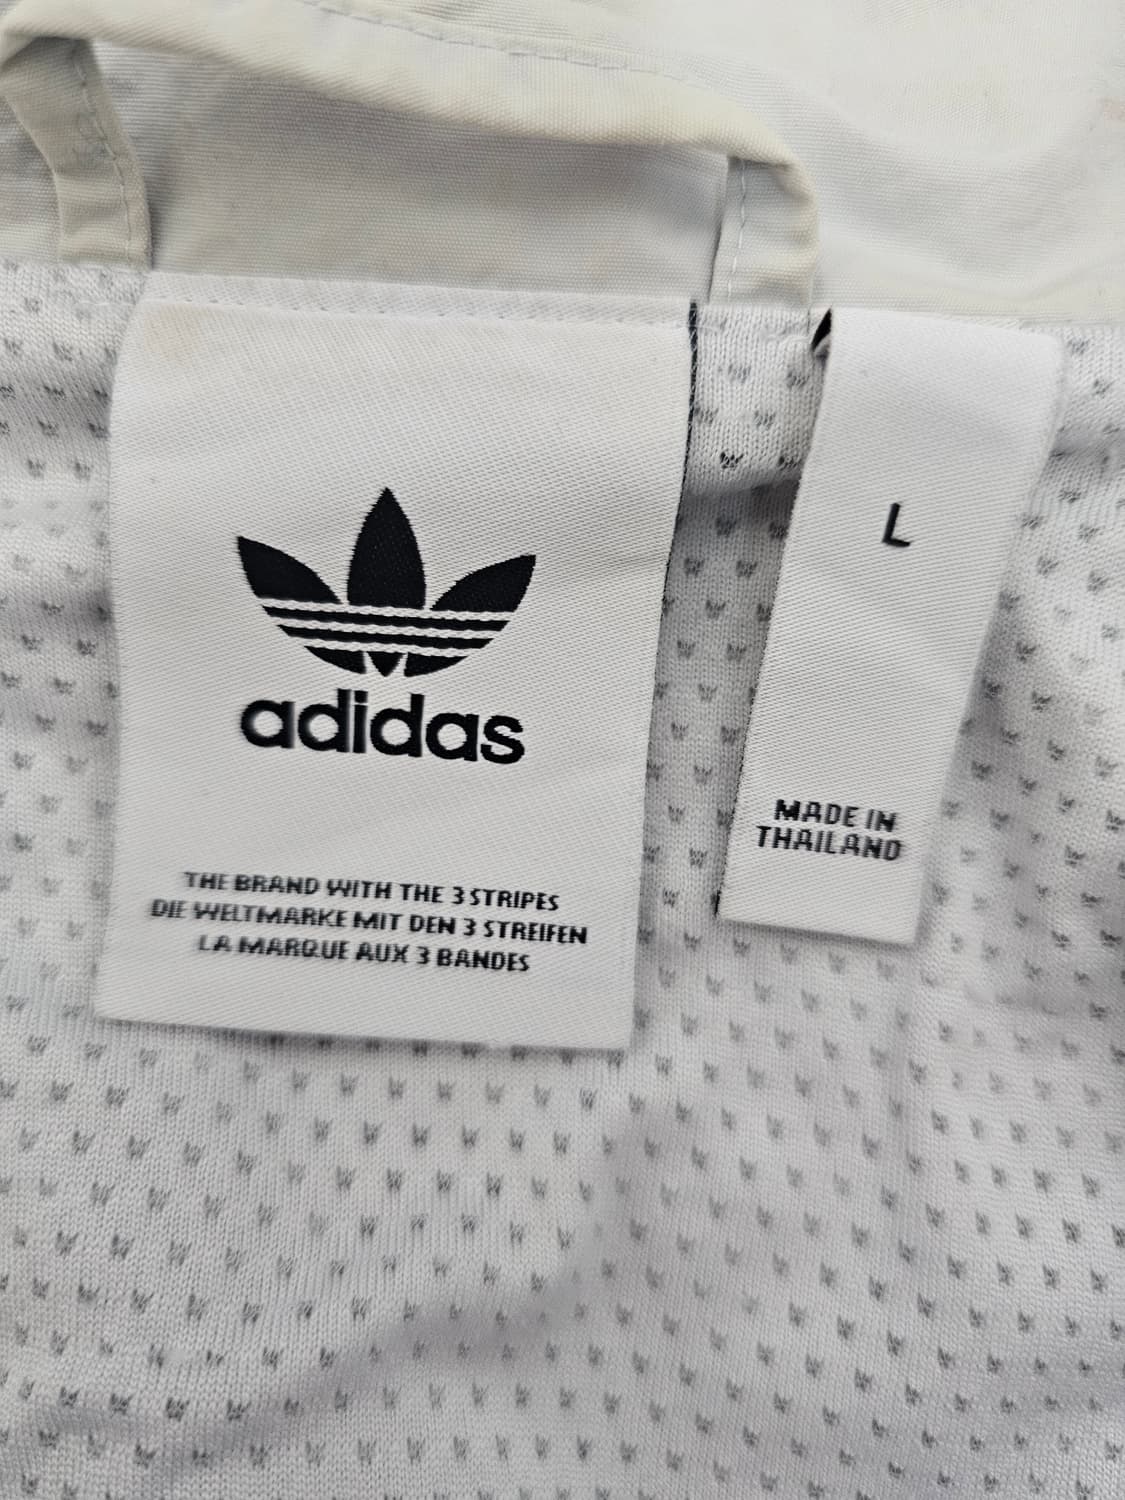 adidas
THE BRAND WITH THE 3 STRIPES
DIE WELTMARKE MIT DEN 3 STREIFEN
LA MARQUE AUX 3 BANDES
L
MADE IN
THAILAND